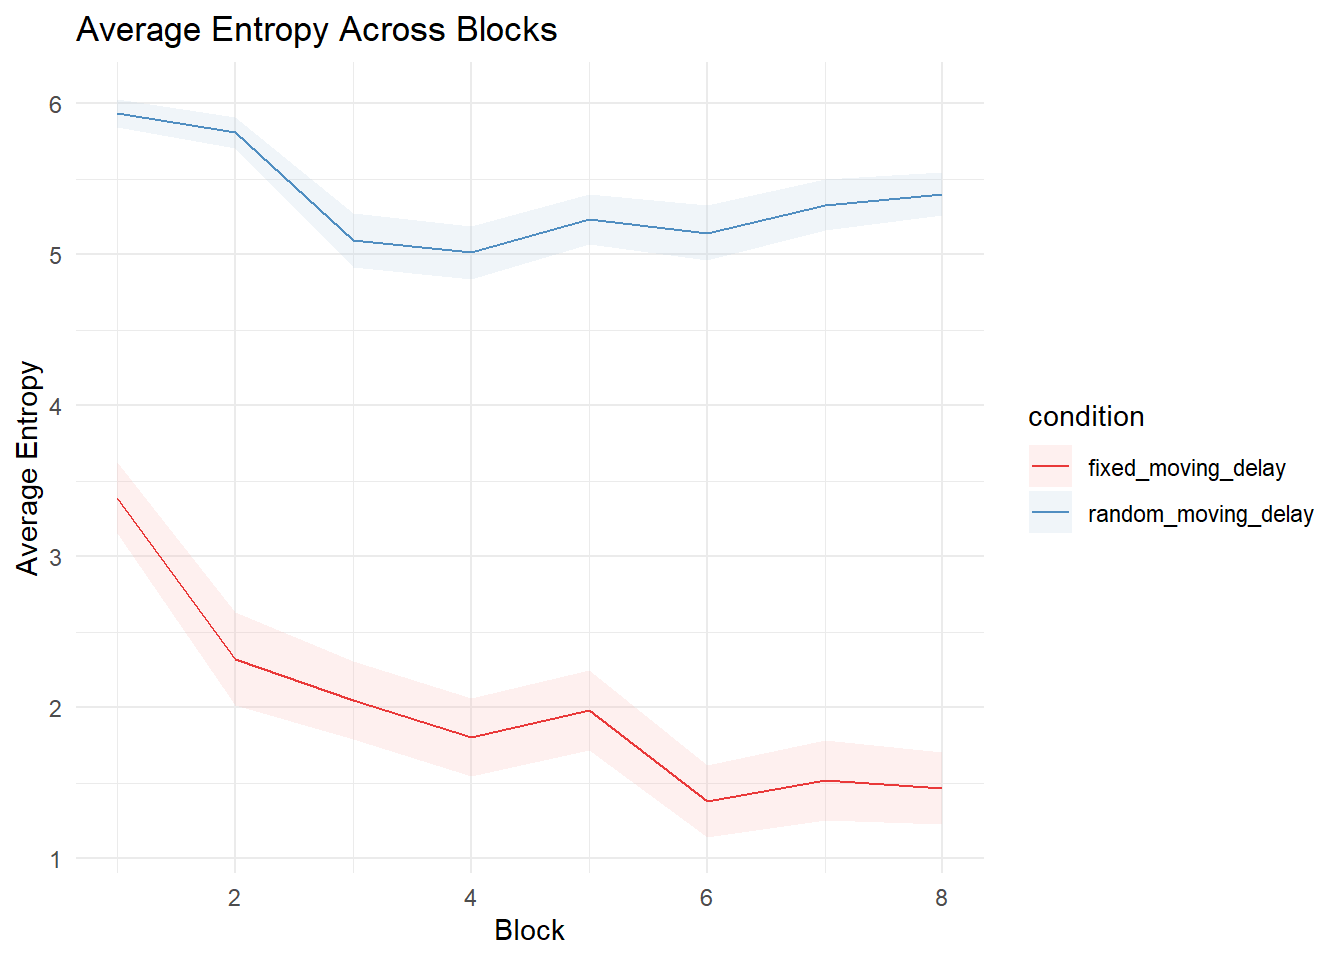 Average Entropy Across Blocks
Average Entropy
6
5
4
3
2
1
2
4
6
8
Block
condition
fixed_moving_delay
random_moving_delay